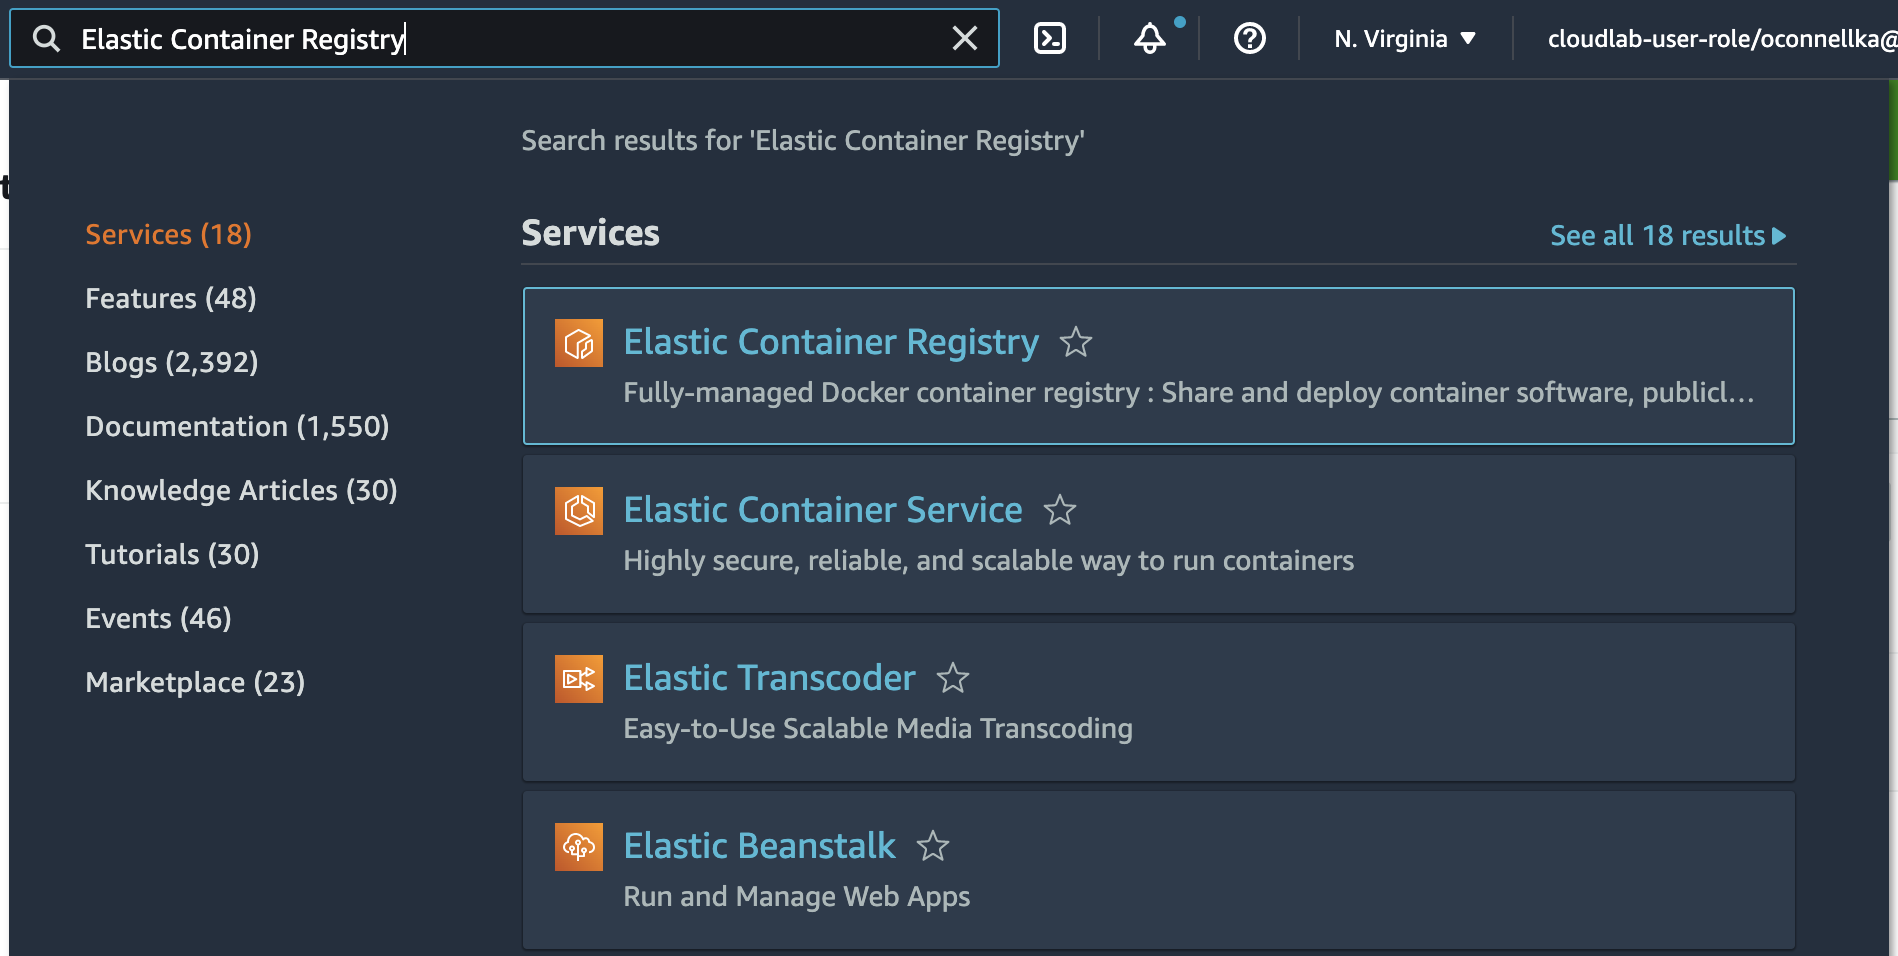 Elastic Container Registry
N. Virginia
cloudlab-user-role/oconnellka@
Search results for 'Elastic Container Registry'
Services (18)
Features (48)
Blogs (2,392)
Documentation (1,550)
Knowledge Articles (30)
Tutorials (30)
Events (46)
Marketplace (23)
Services
See all 18 results
Elastic Container Registry
Fully-managed Docker container registry : Share and deploy container software, publicl...
Elastic Container Service
Highly secure, reliable, and scalable way to run containers
Elastic Transcoder
Easy-to-Use Scalable Media Transcoding
Elastic Beanstalk
Run and Manage Web Apps